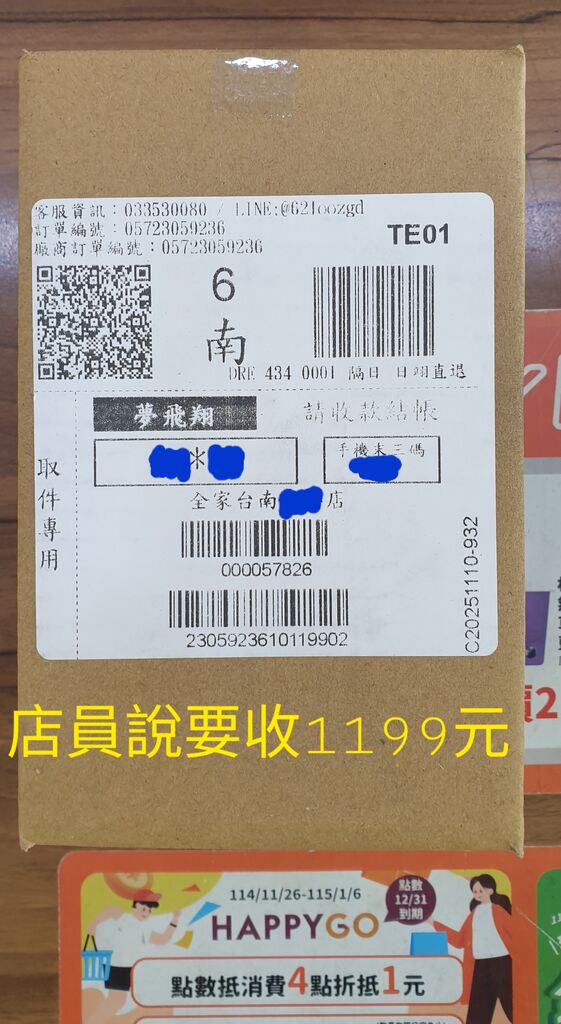 客服資訊：033530080 / LINE:@621oozgd
訂單編號：05723059236
廠商訂單編號：05723059236
TE01
6
南
DRE 434 0001 隔日 日翊直退
夢飛翔
請收款結帳
*
手機末三碼
取件專用
全家台南 店
000057826
2305923610119902
C20251110-932
店員說要收1199元
2
114/11/26-115/1/6
點數
12/31
到期
HAPPYGO
點數抵消費4點折抵1元